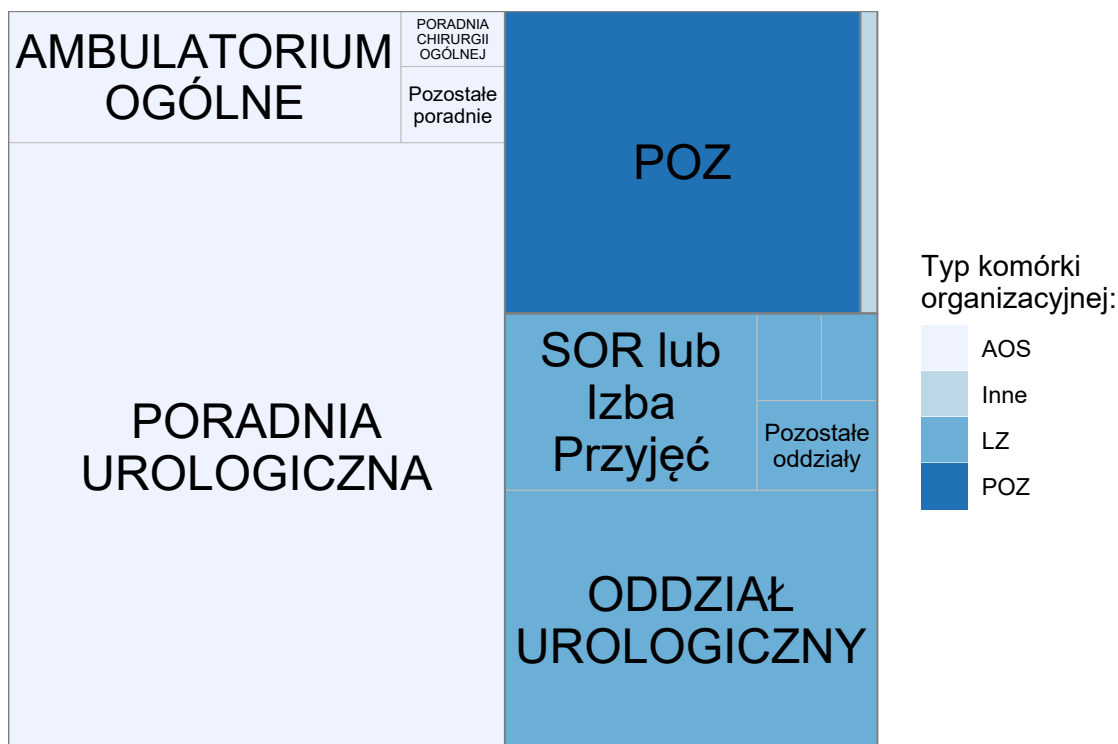 AMBULATORIUM
OGÓLNE
PORADNIA
CHIRURGII
OGÓLNEJ
Pozostałe
poradnie
PORADNIA
UROLOGICZNA
POZ
SOR lub
Izba
Przyjęć
Pozostałe
oddziały
ODDZIAŁ
UROLOGICZNY
Typ komórki
organizacyjnej:
AOS
Inne
LZ
POZ